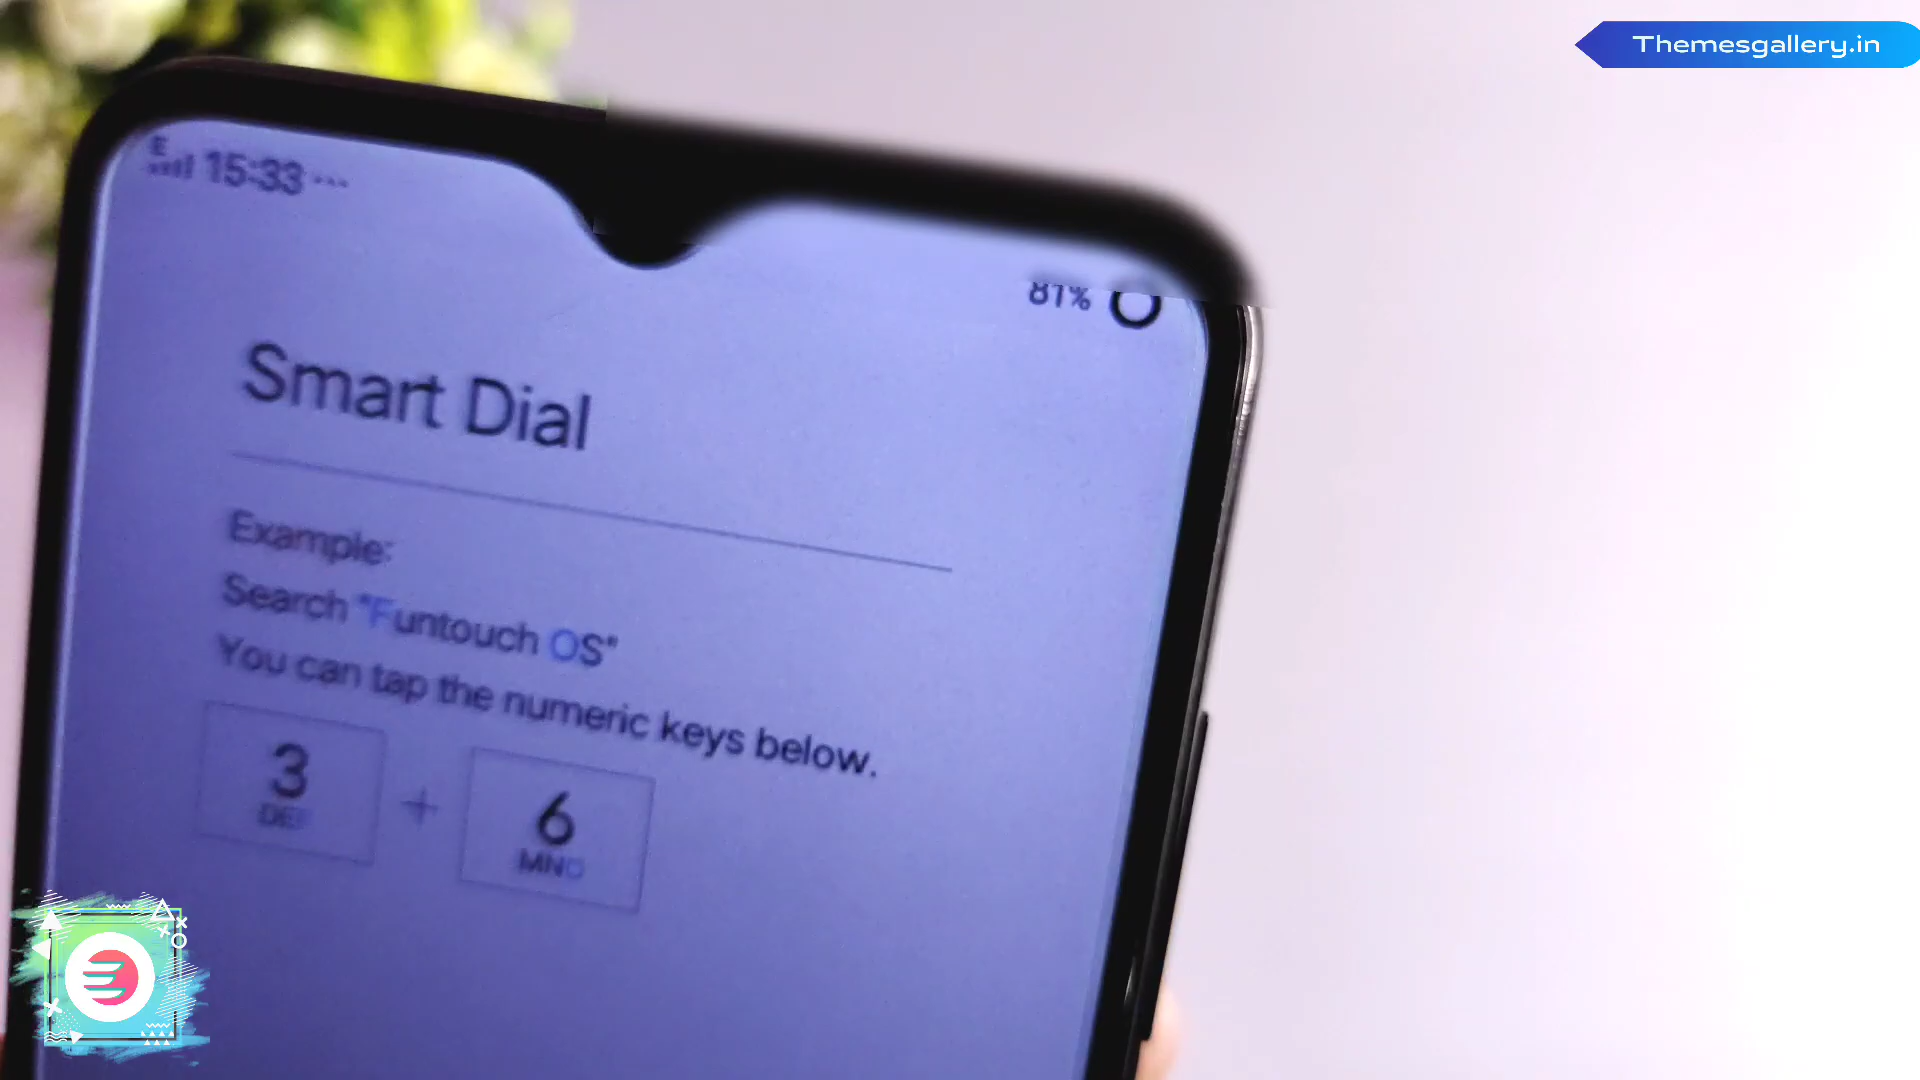 Themesgallery.in
E
15:33 ...
81%
Smart Dial
Example:
Search "Funtouch OS"
You can tap the numeric keys below.
3 + 6
DEF MNO